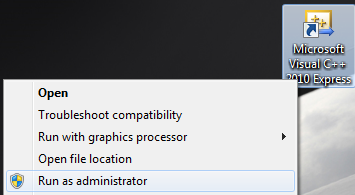 Microsoft
Visual C++
2010 Express
Open
Troubleshoot compatibility
Run with graphics processor
Open file location
Run as administrator